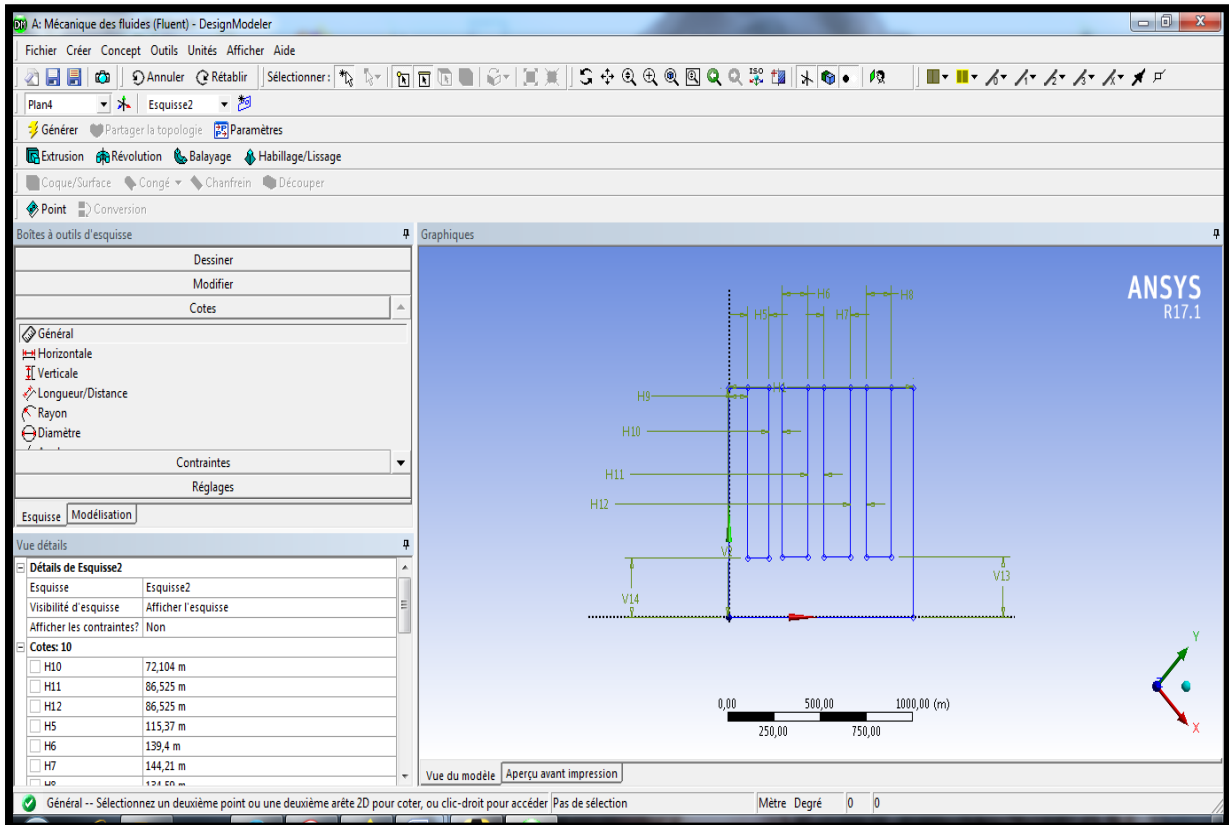 A: Mécanique des fluides (Fluent) - DesignModeler
Fichier Créer Concept Outils Unités Afficher Aide
Annuler Rétablir Sélectionner: ISO
Plan4 Esquisse2
Générer Partager la topologie Paramètres
Extrusion Révolution Balayage Habillage/Lissage
Coque/Surface Congé Chanfrein Découper
Point Conversion
Boîtes à outils d'esquisse
Dessiner
Modifier
Cotes
Général
Horizontale
Verticale
Longueur/Distance
Rayon
Diamètre
Contraintes
Réglages
Esquisse Modélisation
Vue détails
Détails de Esquisse2
Esquisse Esquisse2
Visibilité d'esquisse Afficher l'esquisse
Afficher les contraintes? Non
Cotes: 10
H10 72,104 m
H11 86,525 m
H12 86,525 m
H5 115,37 m
H6 139,4 m
H7 144,21 m
Graphiques
ANSYS
R17.1
H6 H8
H5 H7
H9
H10
H11
H12
V13
V14
Y
X
0,00 500,00 1000,00 (m)
250,00 750,00
Vue du modèle Aperçu avant impression
Général -- Sélectionnez un deuxième point ou une deuxième arête 2D pour coter, ou clic-droit pour accéder Pas de sélection Mètre Degré 0 0